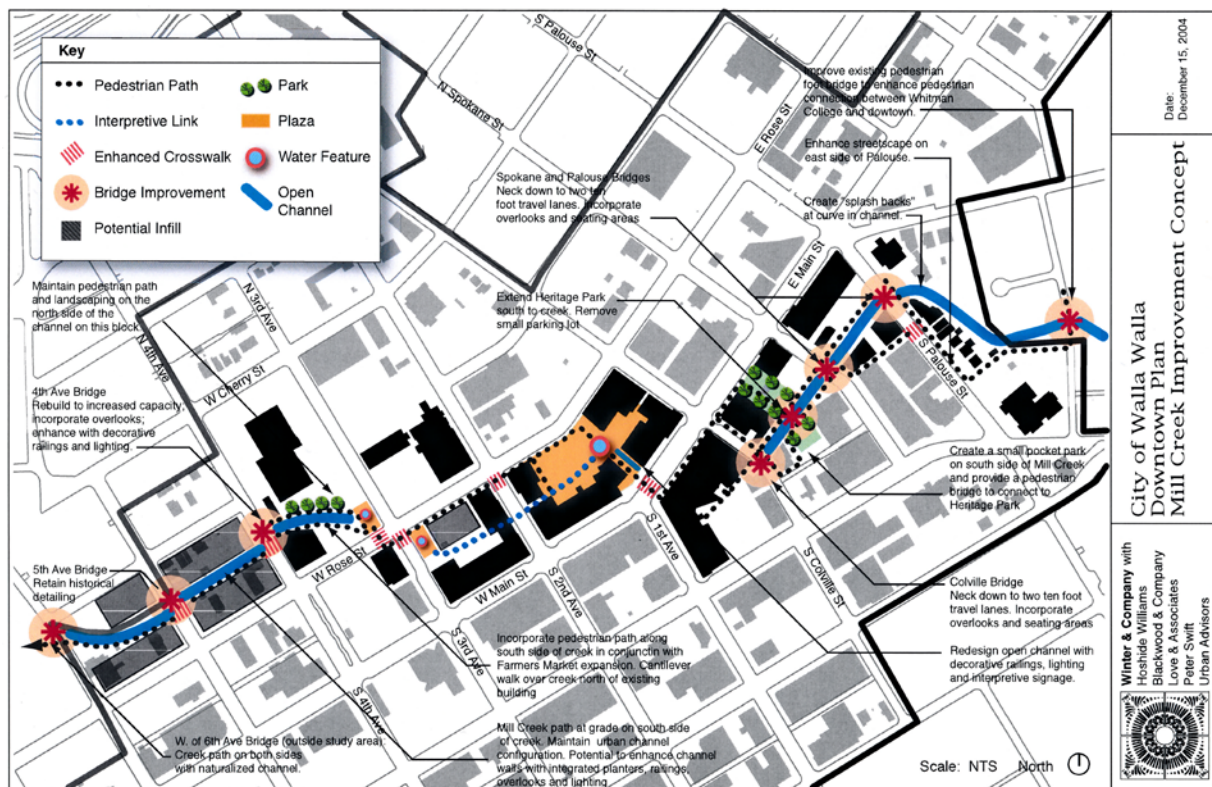 Key
Pedestrian Path
Park
Interpretive Link
Plaza
Enhanced Crosswalk
Water Feature
Bridge Improvement
Open
Channel
Potential Infill
S Palouse St
N Spokane St
E Rose St
Improve existing pedestrian
foot bridge to enhance pedestrian
connection between Whitman
College and dowtown.
Enhance streetscape on
east side of Palouse.
Spokane and Palouse Bridges
Neck down to two ten
foot travel lanes. Incorporate
overlooks and seating areas
Create "splash backs"
at curve in channel.
E Main St
Maintain pedestrian path
and landscaping on the
north side of the
channel on this block
N 3rd Ave
N 4th Ave
W Cherry St
Extend Heritage Park
south to creek. Remove
small parking lot
S Palouse St
4th Ave Bridge
Rebuild to increased capacity;
incorporate overlooks;
enhance with decorative
railings and lighting.
Create a small pocket park
on south side of Mill Creek
and provide a pedestrian
bridge to connect to
Heritage Park
5th Ave Bridge
Retain historical
detailing
W Rose St
W Main St
S 1st Ave
S 2nd Ave
S 3rd Ave
S 4th Ave
S Colville St
Colville Bridge
Neck down to two ten foot
travel lanes. Incorporate
overlooks and seating areas
Incorporate pedestrian path along
south side of creek in conjunctin with
Farmers Market expansion. Cantilever
walk over creek north of existing
building
Redesign open channel with
decorative railings, lighting
and interpretive signage.
W. of 6th Ave Bridge (outside study area)
Creek path on both sides
with naturalized channel.
Mill Creek path at grade on south side
of creek. Maintain urban channel
configuration. Potential to enhance channel
walls with integrated planters, railings,
overlooks and lighting
Scale: NTS North
Date:
December 15, 2004
City of Walla Walla
Downtown Plan
Mill Creek Improvement Concept
Winter & Company with
Hoshide Williams
Blackwood & Company
Love & Associates
Peter Swift
Urban Advisors